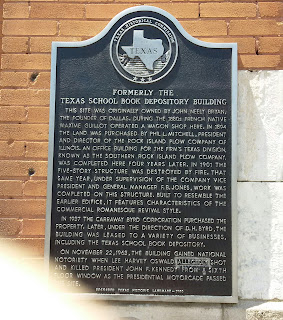 TEXAS HISTORICAL COMMISSION
TEXAS
FORMERLY THE
TEXAS SCHOOL BOOK DEPOSITORY BUILDING
THIS SITE WAS ORIGINALLY OWNED BY JOHN NEELY BRYAN,
THE FOUNDER OF DALLAS. DURING THE 1880s FRENCH NATIVE
MAXIME GUILLOT OPERATED A WAGON SHOP HERE. IN 1894
THE LAND WAS PURCHASED BY PHIL L. MITCHELL, PRESIDENT
AND DIRECTOR OF THE ROCK ISLAND PLOW COMPANY OF
ILLINOIS. AN OFFICE BUILDING FOR THE FIRM'S TEXAS DIVISION,
KNOWN AS THE SOUTHERN ROCK ISLAND PLOW COMPANY,
WAS COMPLETED HERE FOUR YEARS LATER. IN 1901 THE
FIVE-STORY STRUCTURE WAS DESTROYED BY FIRE. THAT
SAME YEAR, UNDER SUPERVISION OF THE COMPANY VICE
PRESIDENT AND GENERAL MANAGER F.B. JONES, WORK WAS
COMPLETED ON THIS STRUCTURE. BUILT TO RESEMBLE THE
EARLIER EDIFICE, IT FEATURES CHARACTERISTICS OF THE
COMMERCIAL ROMANESQUE REVIVAL STYLE.
IN 1937 THE CARRAWAY BYRD CORPORATION PURCHASED THE
PROPERTY. LATER, UNDER THE DIRECTION OF D.H. BYRD, THE
BUILDING WAS LEASED TO A VARIETY OF BUSINESSES,
INCLUDING THE TEXAS SCHOOL BOOK DEPOSITORY.
ON NOVEMBER 22, 1963, THE BUILDING GAINED NATIONAL
NOTORIETY WHEN LEE HARVEY OSWALD ALLEGEDLY SHOT
AND KILLED PRESIDENT JOHN F. KENNEDY FROM A SIXTH
FLOOR WINDOW AS THE PRESIDENTIAL MOTORCADE PASSED
SITE.
RECORDED TEXAS HISTORIC LANDMARK